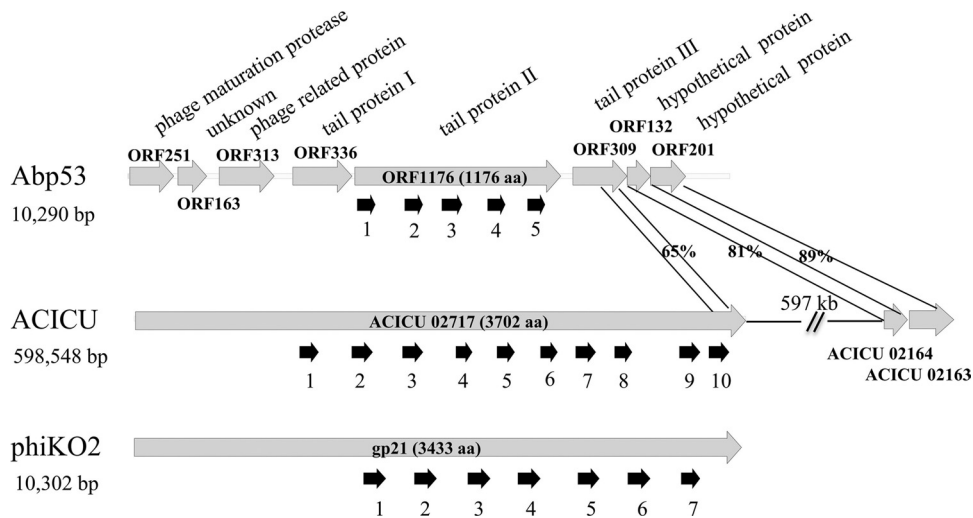 phage maturation protease
unknown
phage related protein
tail protein I
tail protein II
tail protein III
hypothetical protein
hypothetical protein
ORF132
ORF251 ORF313 ORF336 ORF309 ORF201
Abp53 ORF1176 (1176 aa)
10,290 bp ORF163
1 2 3 4 5
65% 81% 89%
597 kb
ACICU ACICU 02717 (3702 aa)
598,548 bp ACICU 02164
ACICU 02163
1 2 3 4 5 6 7 8 9 10
phiKO2 gp21 (3433 aa)
10,302 bp
1 2 3 4 5 6 7